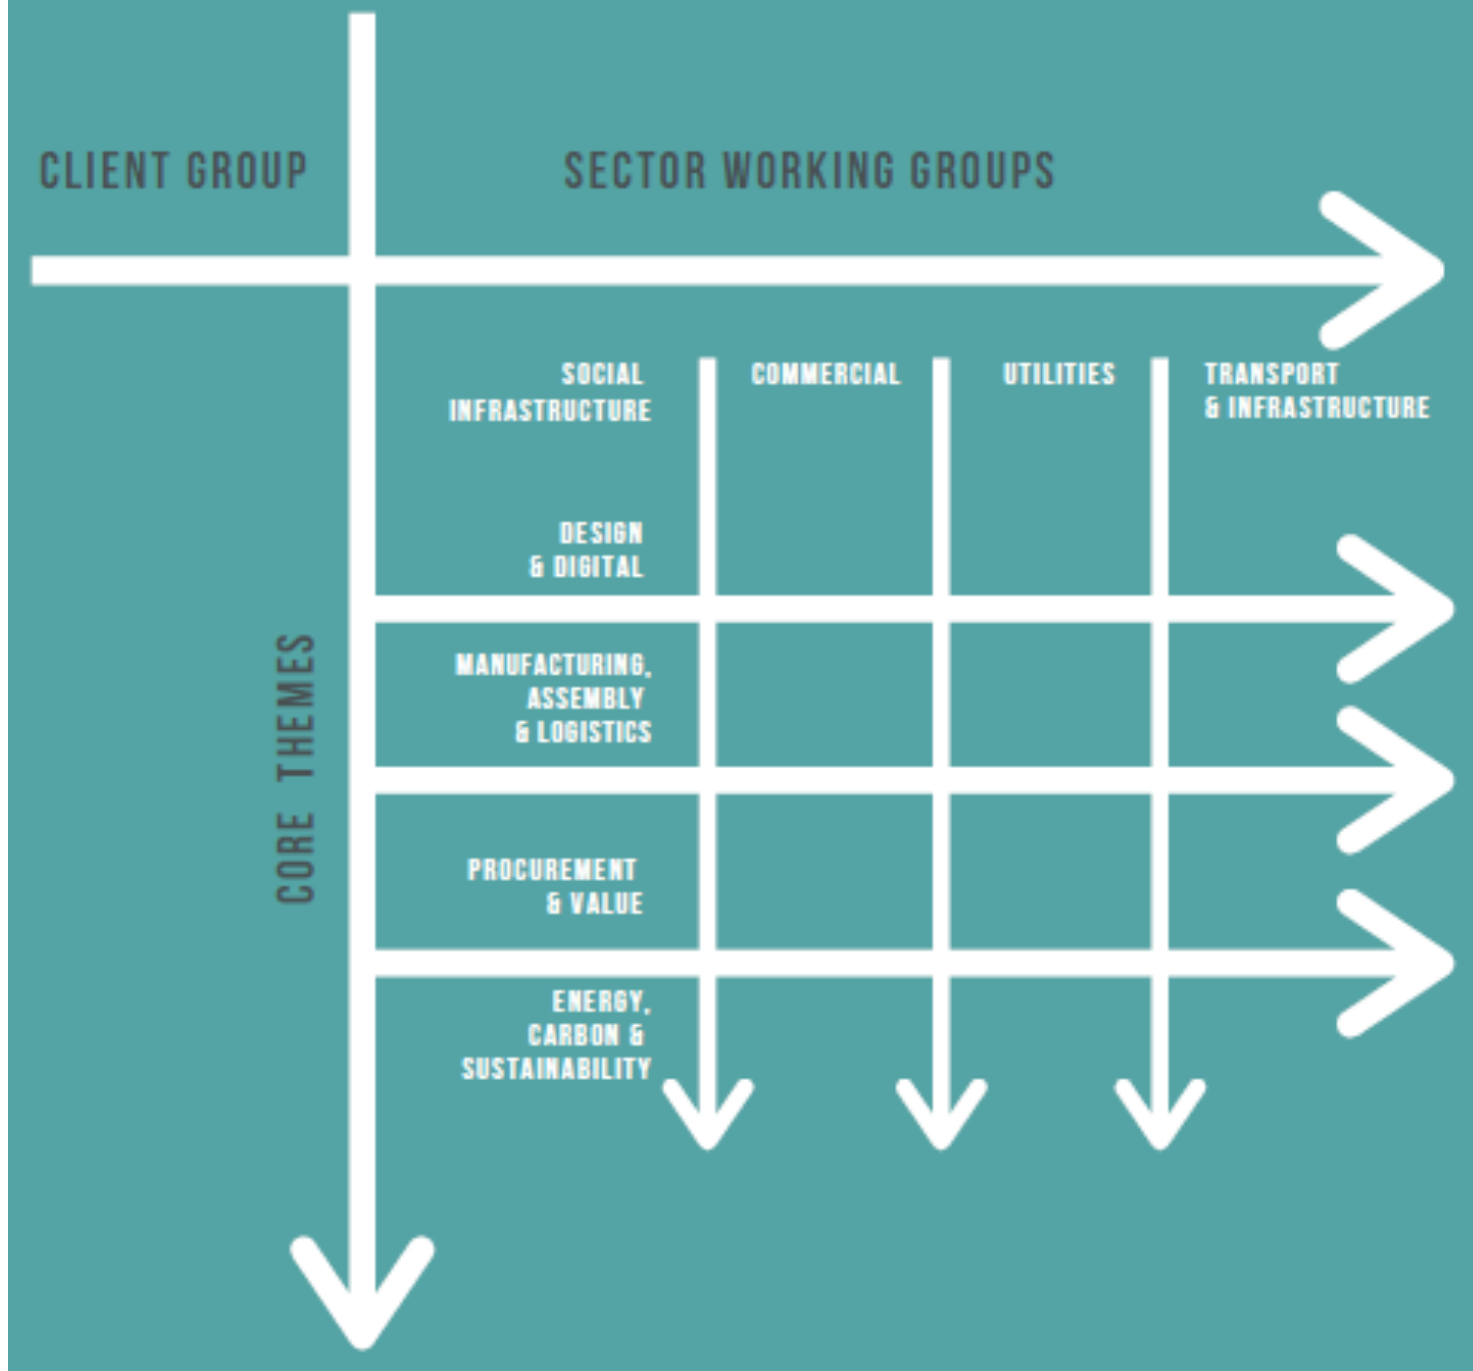 CLIENT GROUP
SECTOR WORKING GROUPS
SOCIAL
INFRASTRUCTURE
COMMERCIAL
UTILITIES
TRANSPORT
& INFRASTRUCTURE
CORE THEMES
DESIGN
& DIGITAL
MANUFACTURING,
ASSEMBLY
& LOGISTICS
PROCUREMENT
& VALUE
ENERGY,
CARBON &
SUSTAINABILITY